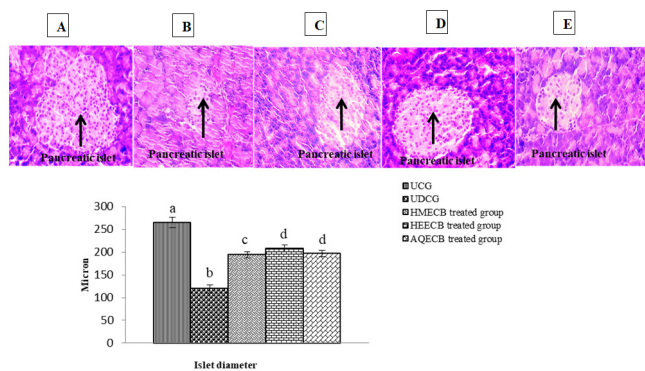 A B C D E
Pancreatic islet Pancreatic islet Pancreatic islet Pancreatic islet Pancreatic islet
UCG
UDCG
HMECB treated group
HEECB treated group
AQECB treated group
300
250
200
150
100
50
0
Micron
a
b
c
d
d
Islet diameter